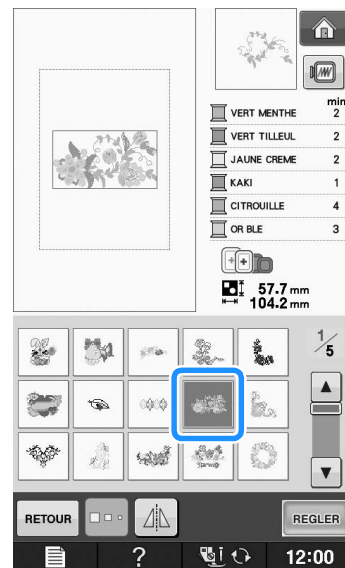 min
VERT MENTHE 2
VERT TILLEUL 2
JAUNE CREME 2
KAKI 1
CITROUILLE 4
OR BLE 3
57.7 mm
104.2 mm
1/5
RETOUR
REGLER
?
12:00